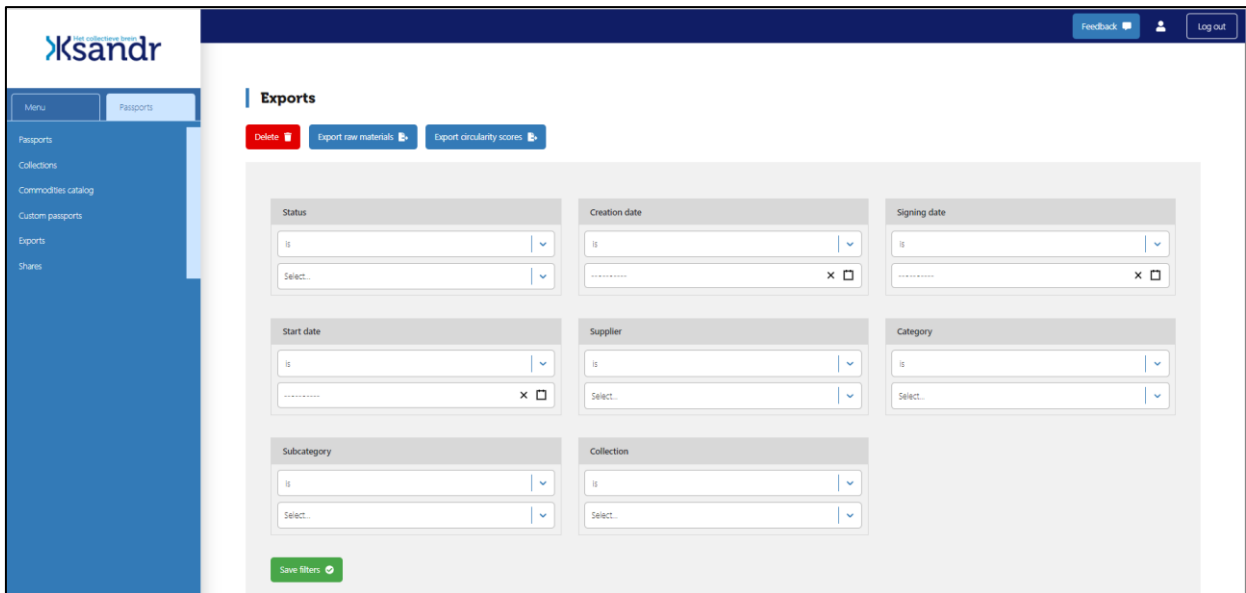 Het collectieve brein
Ksandr
Feedback
Log out
Menu
Passports
Passports
Collections
Commodities catalog
Custom passports
Exports
Shares
Exports
Delete
Export raw materials
Export circularity scores
Status
Creation date
Signing date
is
is
is
Select...
----------
----------
Start date
Supplier
Category
is
is
is
----------
Select...
Select...
Subcategory
Collection
is
is
Select...
Select...
Save filters